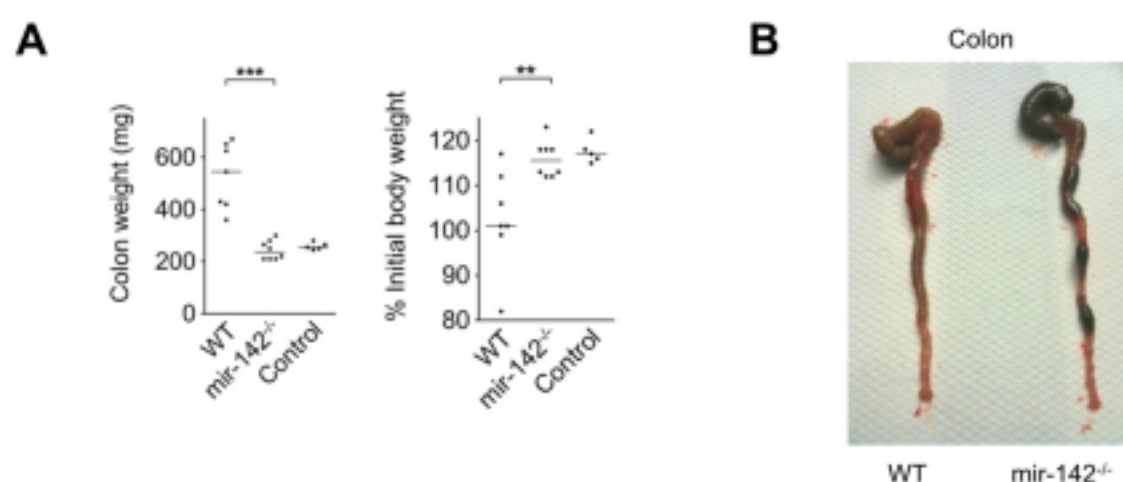 A
***
Colon weight (mg)
600
400
200
0
WT
mir-142-/-
Control
**
% Initial body weight
120
110
100
90
80
WT
mir-142-/-
Control
B
Colon
WT
mir-142-/-